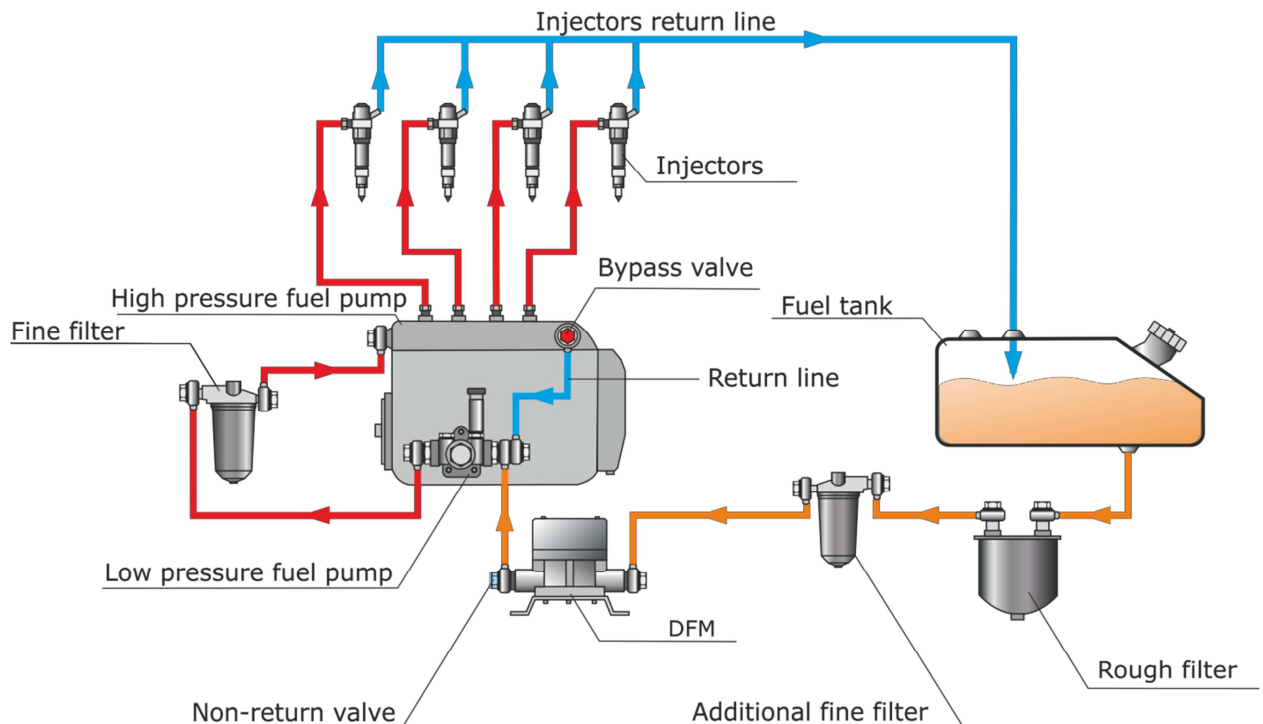 Injectors return line
Injectors
Bypass valve
High pressure fuel pump
Fuel tank
Fine filter
Return line
Low pressure fuel pump
DFM
Rough filter
Non-return valve
Additional fine filter